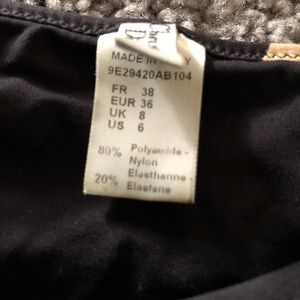 MADE IN
9E29420AB104
FR 38
EUR 36
UK 8
US 6
80% Polyamide -
Nylon
20% Elasthanne -
Elastane